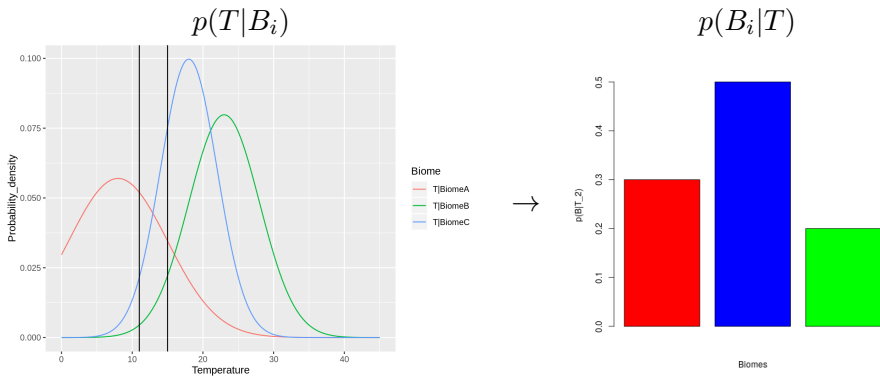 p(T|B_i)
p(B_i|T)
Probability_density
0.100
0.075
0.050
0.025
0.000
0 10 20 30 40
Temperature
Biome
T|BiomeA
T|BiomeB
T|BiomeC
→
p(B|T_2)
0.5
0.4
0.3
0.2
0.1
0.0
Biomes